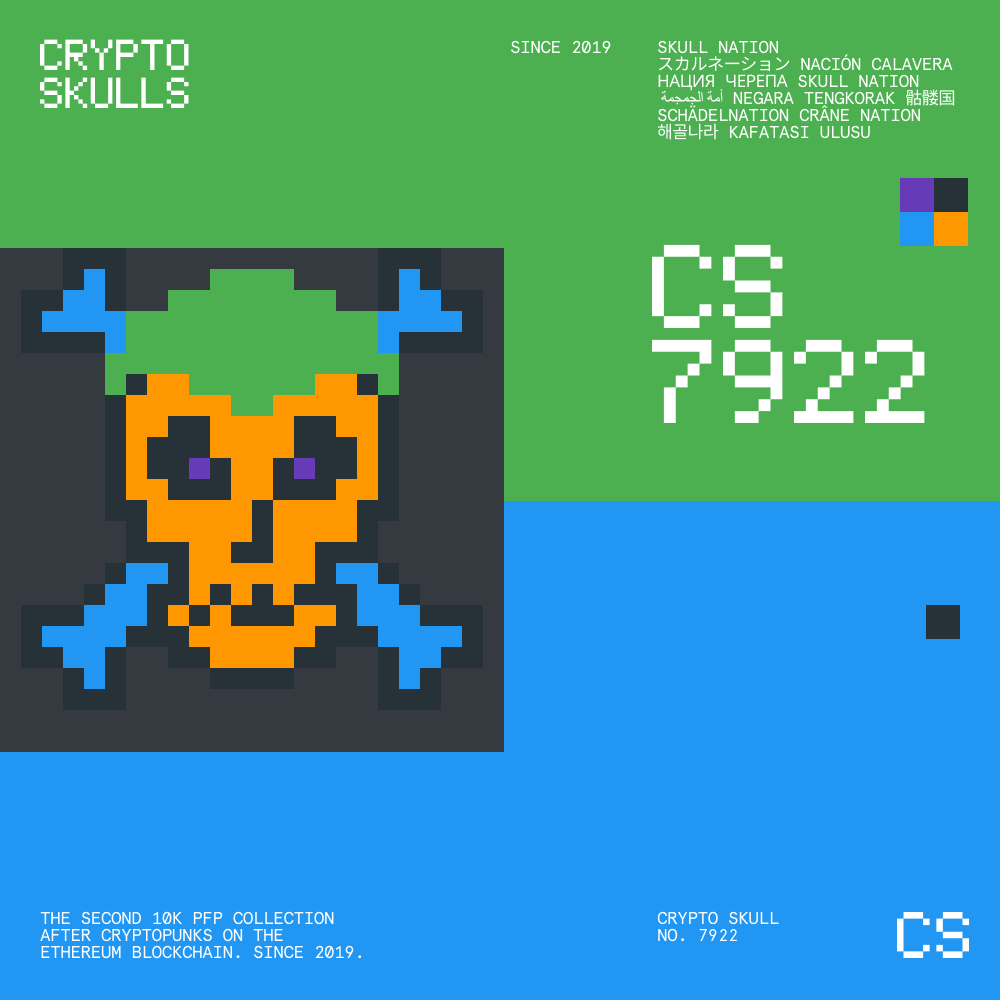 CRYPTO
SKULLS
SINCE 2019
SKULL NATION
スカルネーション NACIÓN CALAVERA
НАЦИЯ ЧЕРЕПА SKULL NATION
أمة الجمجمة NEGARA TENGKORAK 骷髅国
SCHÄDELNATION CRÂNE NATION
해골나라 KAFATASI ULUSU
CS
7922
THE SECOND 10K PFP COLLECTION
AFTER CRYPTOPUNKS ON THE
ETHEREUM BLOCKCHAIN. SINCE 2019.
CRYPTO SKULL
NO. 7922
CS